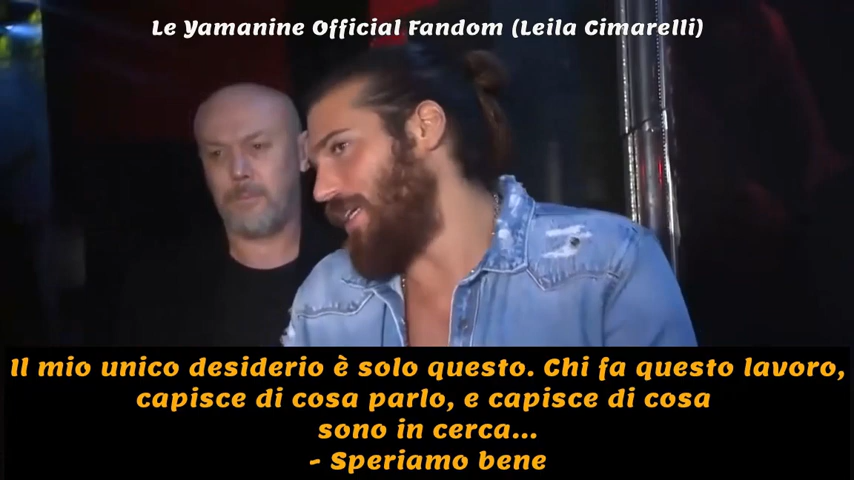 Le Yamanine Official Fandom (Leila Cimarelli)
Il mio unico desiderio è solo questo. Chi fa questo lavoro,
capisce di cosa parlo, e capisce di cosa
sono in cerca...
- Speriamo bene